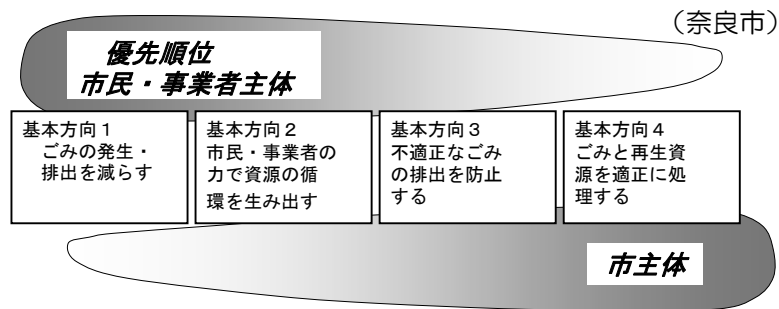 （奈良市）
優先順位
市民・事業者主体
基本方向１
ごみの発生・
排出を減らす
基本方向２
市民・事業者の
力で資源の循
環を生み出す
基本方向３
不適正なごみ
の排出を防止
する
基本方向４
ごみと再生資
源を適正に処
理する
市主体